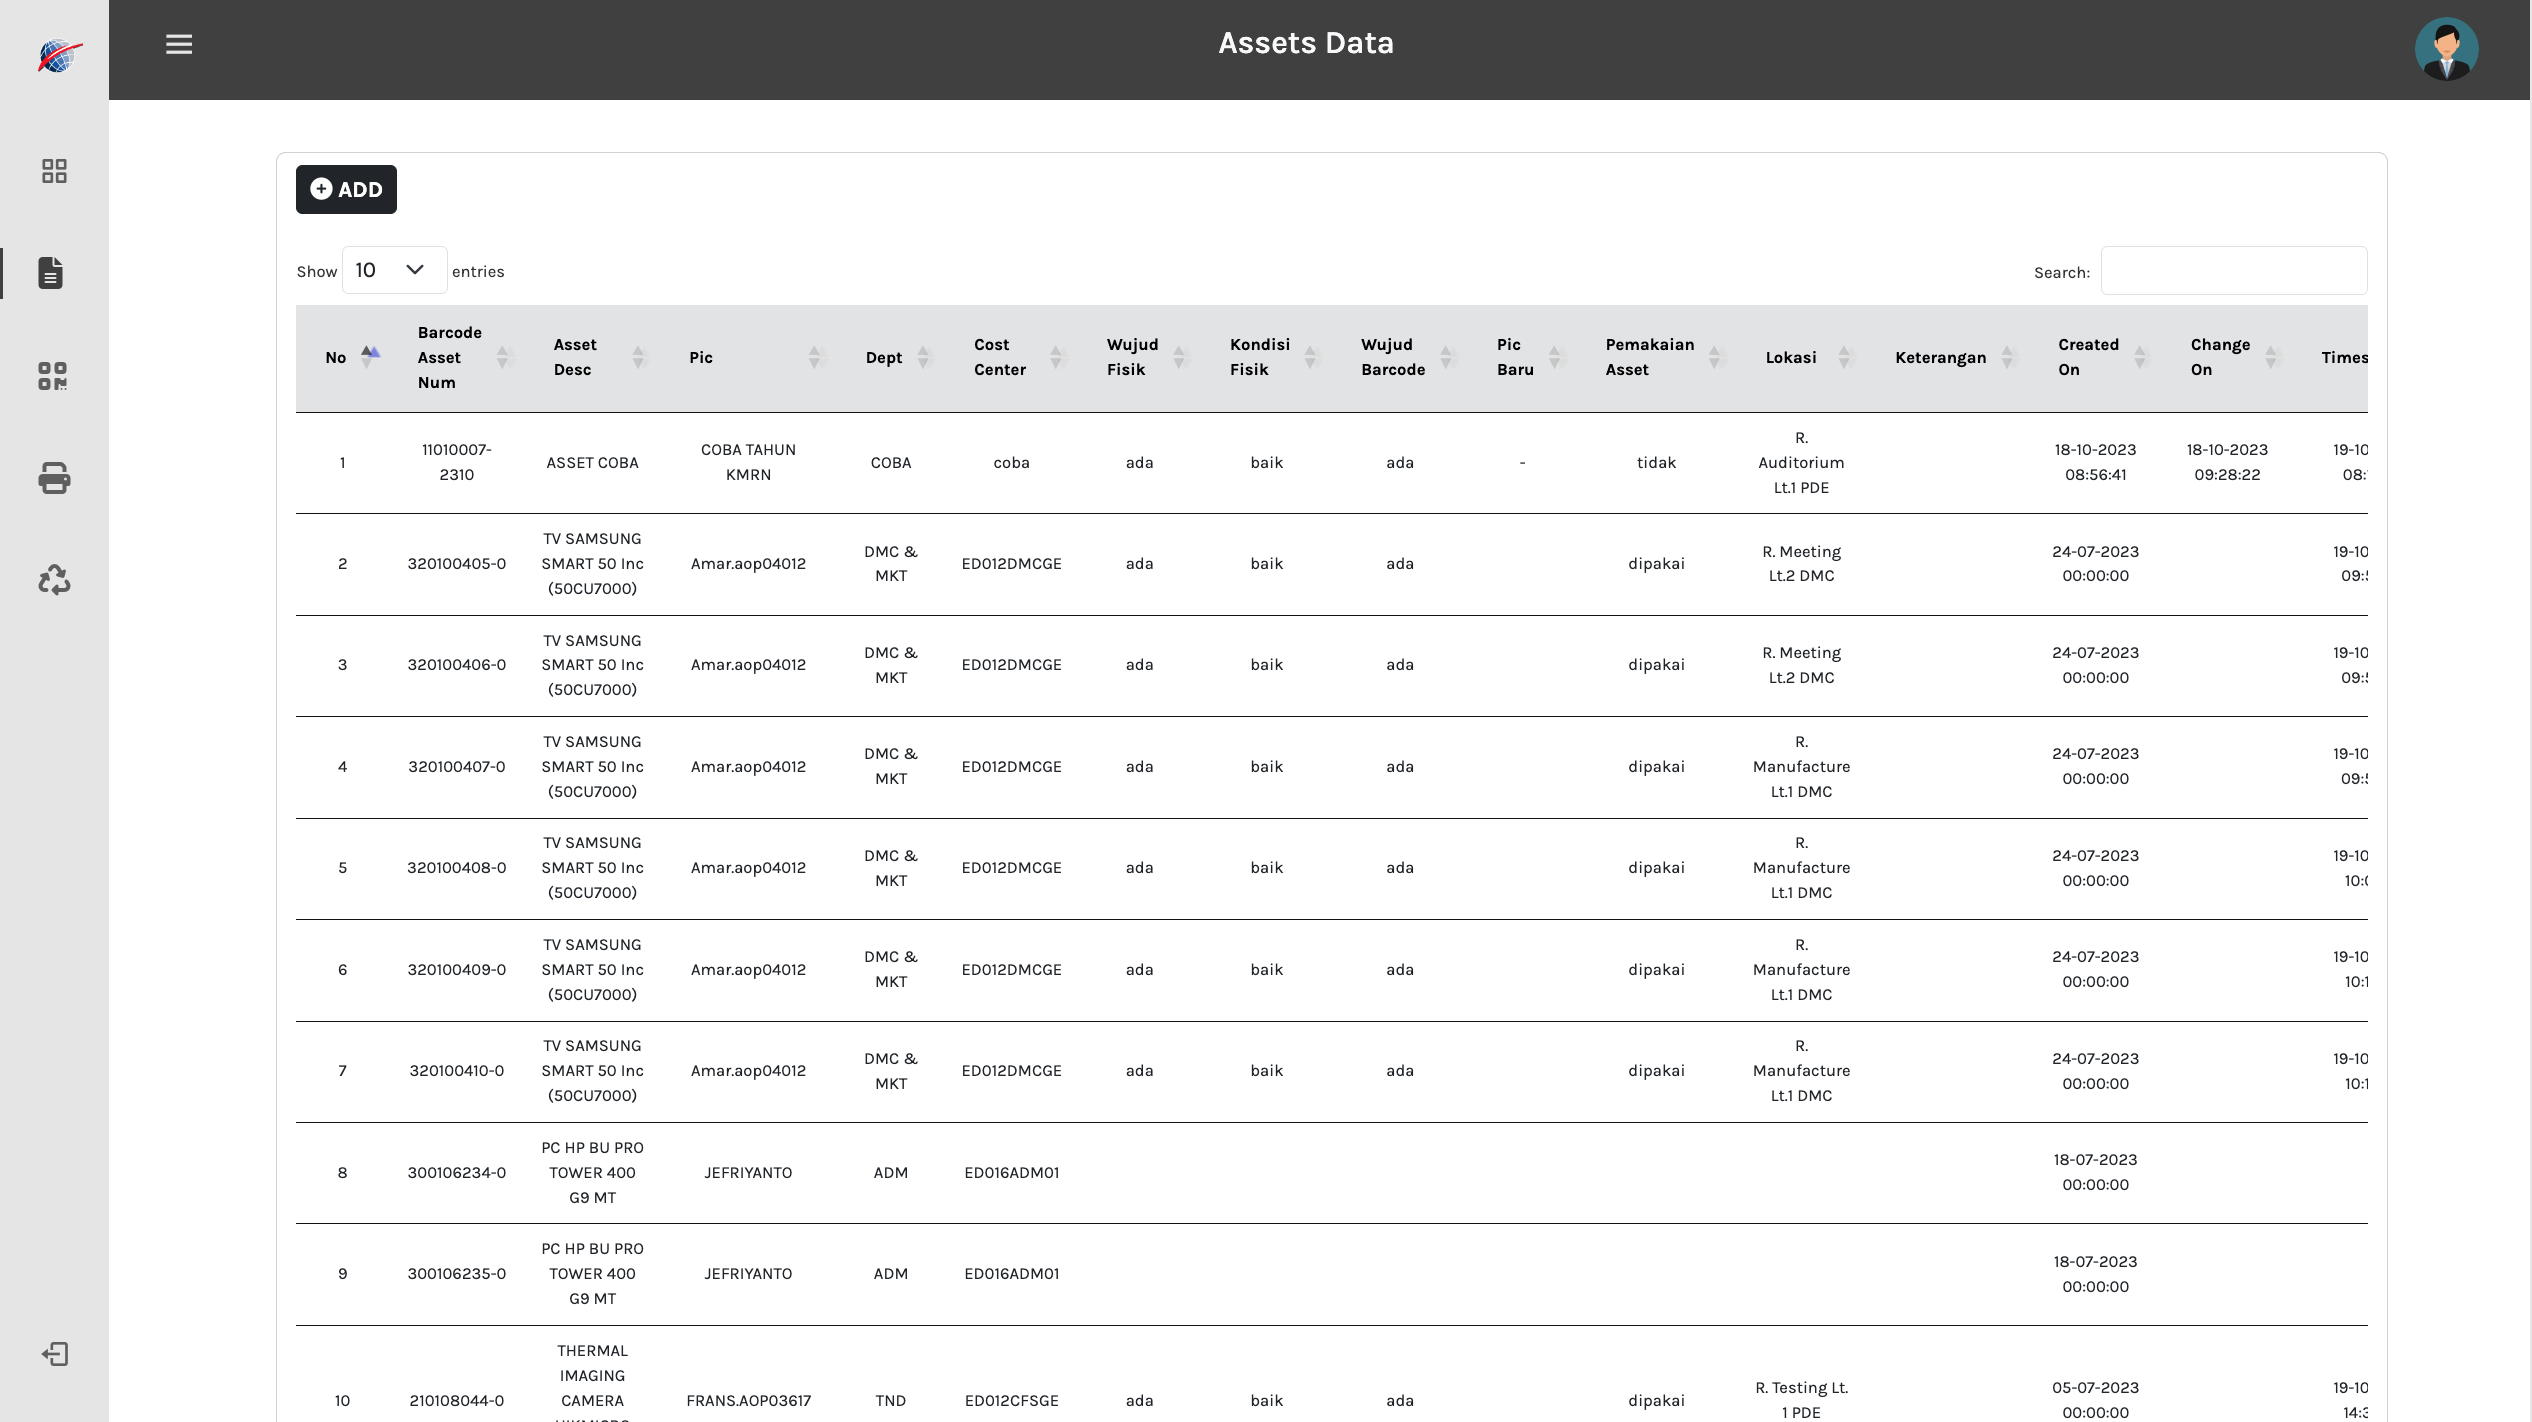 Assets Data
ADD
Show 10 entries
Search:
No
Barcode
Asset
Num
Asset
Desc
Pic
Dept
Cost
Center
Wujud
Fisik
Kondisi
Fisik
Wujud
Barcode
Pic
Baru
Pemakaian
Asset
Lokasi
Keterangan
Created
On
Change
On
Times
1
11010007-
2310
ASSET COBA
COBA TAHUN
KMRN
COBA
coba
ada
baik
ada
-
tidak
R.
Auditorium
Lt.1 PDE
18-10-2023
08:56:41
18-10-2023
09:28:22
19-10
08:
2
320100405-0
TV SAMSUNG
SMART 50 Inc
(50CU7000)
Amar.aop04012
DMC &
MKT
ED012DMCGE
ada
baik
ada
dipakai
R. Meeting
Lt.2 DMC
24-07-2023
00:00:00
19-10
09:
3
320100406-0
TV SAMSUNG
SMART 50 Inc
(50CU7000)
Amar.aop04012
DMC &
MKT
ED012DMCGE
ada
baik
ada
dipakai
R. Meeting
Lt.2 DMC
24-07-2023
00:00:00
19-10
09:
4
320100407-0
TV SAMSUNG
SMART 50 Inc
(50CU7000)
Amar.aop04012
DMC &
MKT
ED012DMCGE
ada
baik
ada
dipakai
R.
Manufacture
Lt.1 DMC
24-07-2023
00:00:00
19-10
09:
5
320100408-0
TV SAMSUNG
SMART 50 Inc
(50CU7000)
Amar.aop04012
DMC &
MKT
ED012DMCGE
ada
baik
ada
dipakai
R.
Manufacture
Lt.1 DMC
24-07-2023
00:00:00
19-10
10:
6
320100409-0
TV SAMSUNG
SMART 50 Inc
(50CU7000)
Amar.aop04012
DMC &
MKT
ED012DMCGE
ada
baik
ada
dipakai
R.
Manufacture
Lt.1 DMC
24-07-2023
00:00:00
19-10
10:1
7
320100410-0
TV SAMSUNG
SMART 50 Inc
(50CU7000)
Amar.aop04012
DMC &
MKT
ED012DMCGE
ada
baik
ada
dipakai
R.
Manufacture
Lt.1 DMC
24-07-2023
00:00:00
19-10
10:1
8
300106234-0
PC HP BU PRO
TOWER 400
G9 MT
JEFRIYANTO
ADM
ED016ADM01
18-07-2023
00:00:00
9
300106235-0
PC HP BU PRO
TOWER 400
G9 MT
JEFRIYANTO
ADM
ED016ADM01
18-07-2023
00:00:00
10
210108044-0
THERMAL
IMAGING
CAMERA
FRANS.AOP03617
TND
ED012CFSGE
ada
baik
ada
dipakai
R. Testing Lt.
1 PDE
05-07-2023
00:00:00
19-10
14:3